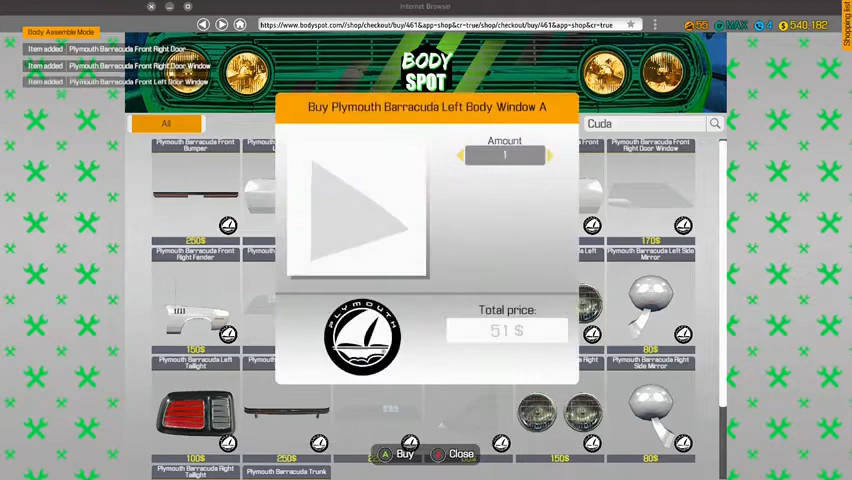 Internet Browser
https://www.bodyspot.com//shop/checkout/buy/461&app-shop&cr=true/shop/checkout/buy/461&app-shop&cr=true
55
MAX
4
540,182
Shopping list
Body Assemble Mode
Item added Plymouth Barracuda Front Right Door
Item added Plymouth Barracuda Front Right Door Window
Item added Plymouth Barracuda Front Left Door Window
BODY
SPOT
Buy Plymouth Barracuda Left Body Window A
All
Cuda
Amount
1
Plymouth Barracuda Front
Bumper
Plymouth Barracuda Front
Right Door Window
250$
170$
Plymouth Barracuda Front
Right Fender
Plymouth Barracuda Left Side
Mirror
PLYMOUTH
Total price:
51 $
150$
80$
Plymouth Barracuda Left
Taillight
Plymouth Barracuda Right
Side Mirror
100$
250$
150$
80$
Buy
Close
Plymouth Barracuda Right
Taillight
Plymouth Barracuda Trunk